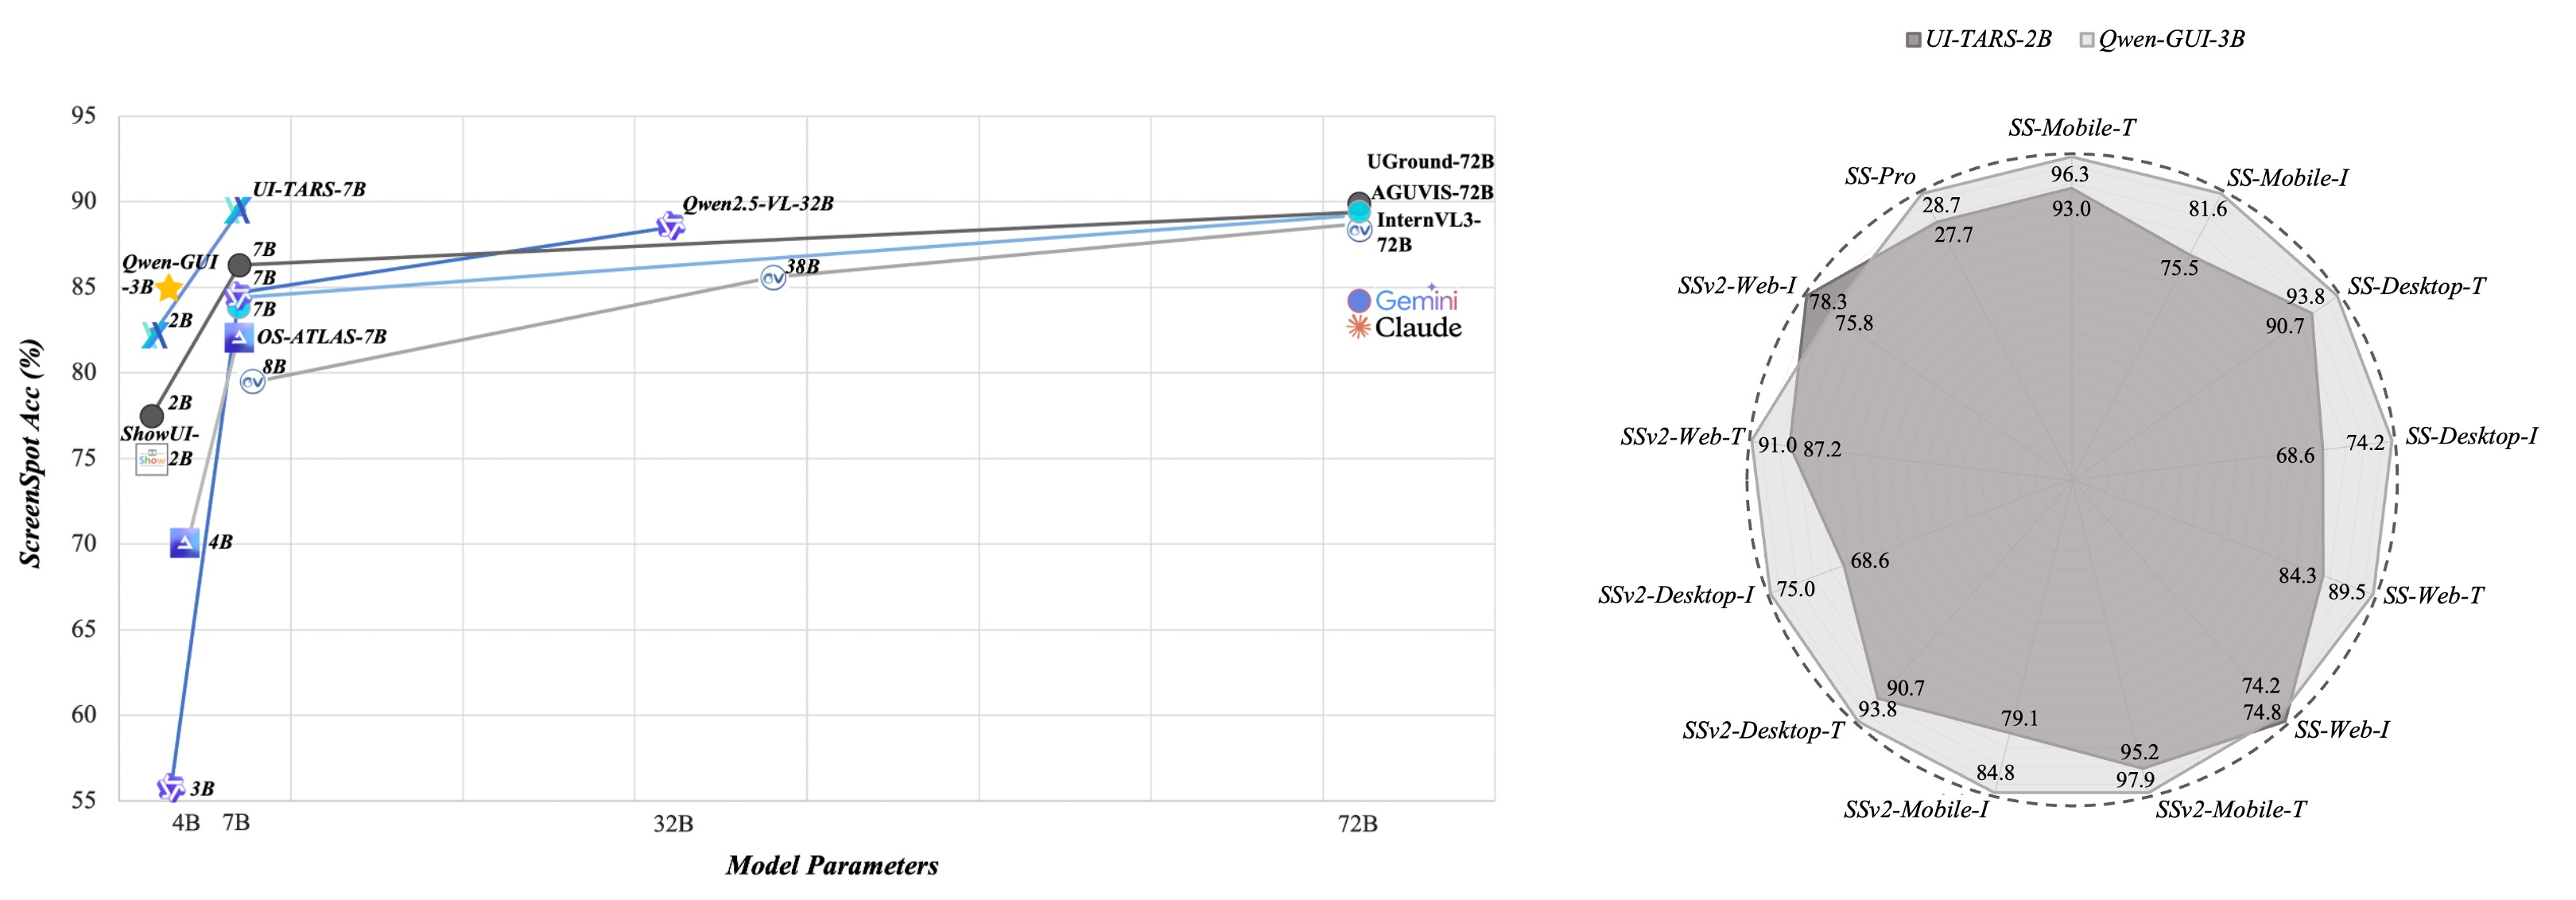 95
90
85
80
75
70
65
60
55
ScreenSpot Acc (%)
4B
7B
32B
72B
Model Parameters
UI-TARS-7B
Qwen-GUI
-3B
2B
7B
7B
7B
OS-ATLAS-7B
8B
2B
ShowUI-
Show
2B
4B
3B
Qwen2.5-VL-32B
38B
UGround-72B
AGUVIS-72B
InternVL3-
72B
Gemini
Claude
UI-TARS-2B
Qwen-GUI-3B
SS-Mobile-T
96.3
93.0
SS-Mobile-I
81.6
75.5
SS-Desktop-T
93.8
90.7
SS-Desktop-I
74.2
68.6
SS-Web-T
84.3
89.5
SS-Web-I
74.2
74.8
SSv2-Mobile-T
95.2
97.9
SSv2-Mobile-I
79.1
84.8
SSv2-Desktop-T
90.7
93.8
SSv2-Desktop-I
68.6
75.0
SSv2-Web-T
91.0
87.2
SSv2-Web-I
78.3
75.8
SS-Pro
28.7
27.7